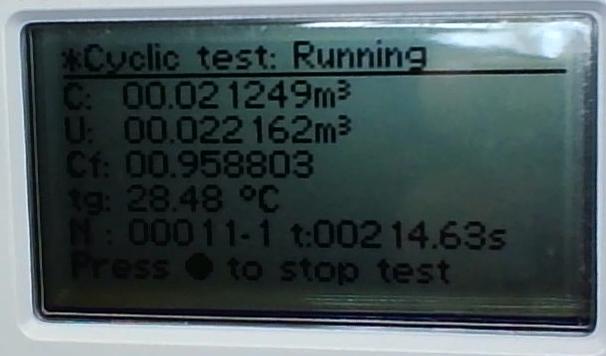 *Cyclic test: Running
C: 00.021249m³
U: 00.022162m³
Cf: 00.958803
tg: 28.48 °C
N : 00011-1 t:00214.63s
Press ● to stop test